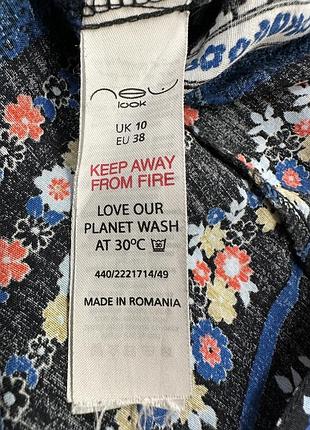 new
look
UK 10
EU 38
KEEP AWAY
FROM FIRE
LOVE OUR
PLANET WASH
AT 30ºC
440/2221714/49
MADE IN ROMANIA